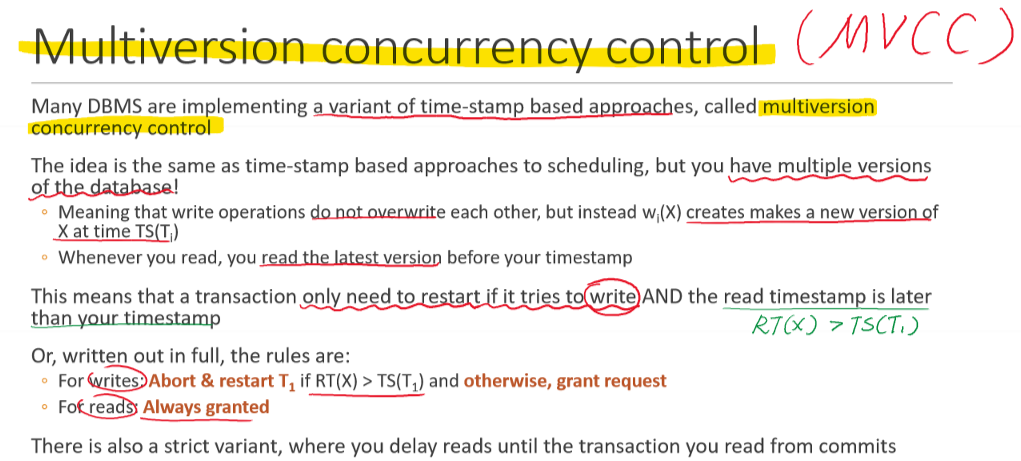 Multiversion concurrency control (MVCC)
Many DBMS are implementing a variant of time-stamp based approaches, called multiversion
concurrency control
The idea is the same as time-stamp based approaches to scheduling, but you have multiple versions
of the database!
◦ Meaning that write operations do not overwrite each other, but instead wᵢ(X) creates makes a new version of
X at time TS(Tᵢ)
◦ Whenever you read, you read the latest version before your timestamp
This means that a transaction only need to restart if it tries to write AND the read timestamp is later
than your timestamp
RT(X) > TS(T₁)
Or, written out in full, the rules are:
◦ For writes: Abort & restart T₁ if RT(X) > TS(T₁) and otherwise, grant request
◦ For reads: Always granted
There is also a strict variant, where you delay reads until the transaction you read from commits